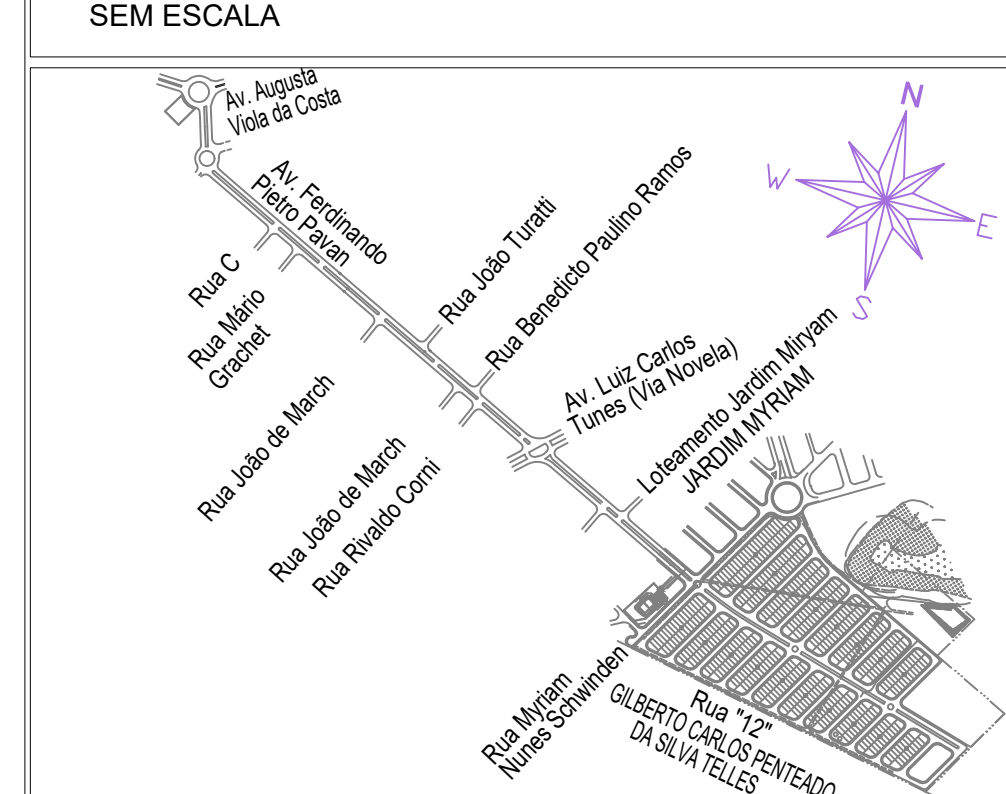 SEM ESCALA
Av. Augusta
Viola da Costa
N
W
E
S
Av. Ferdinando
Pietro Pavan
Rua João Turatti
Rua Benedicto Paulino Ramos
Rua C
Rua Mário
Grachet
Av. Luiz Carlos
Tunes (Via Novela)
Loteamento Jardim Miryam
JARDIM MYRIAM
Rua João de March
Rua João de March
Rua Rivaldo Corni
Rua Myriam
Nunes Schwinden
Rua "12"
GILBERTO CARLOS PENTEADO
DA SILVA TELLES